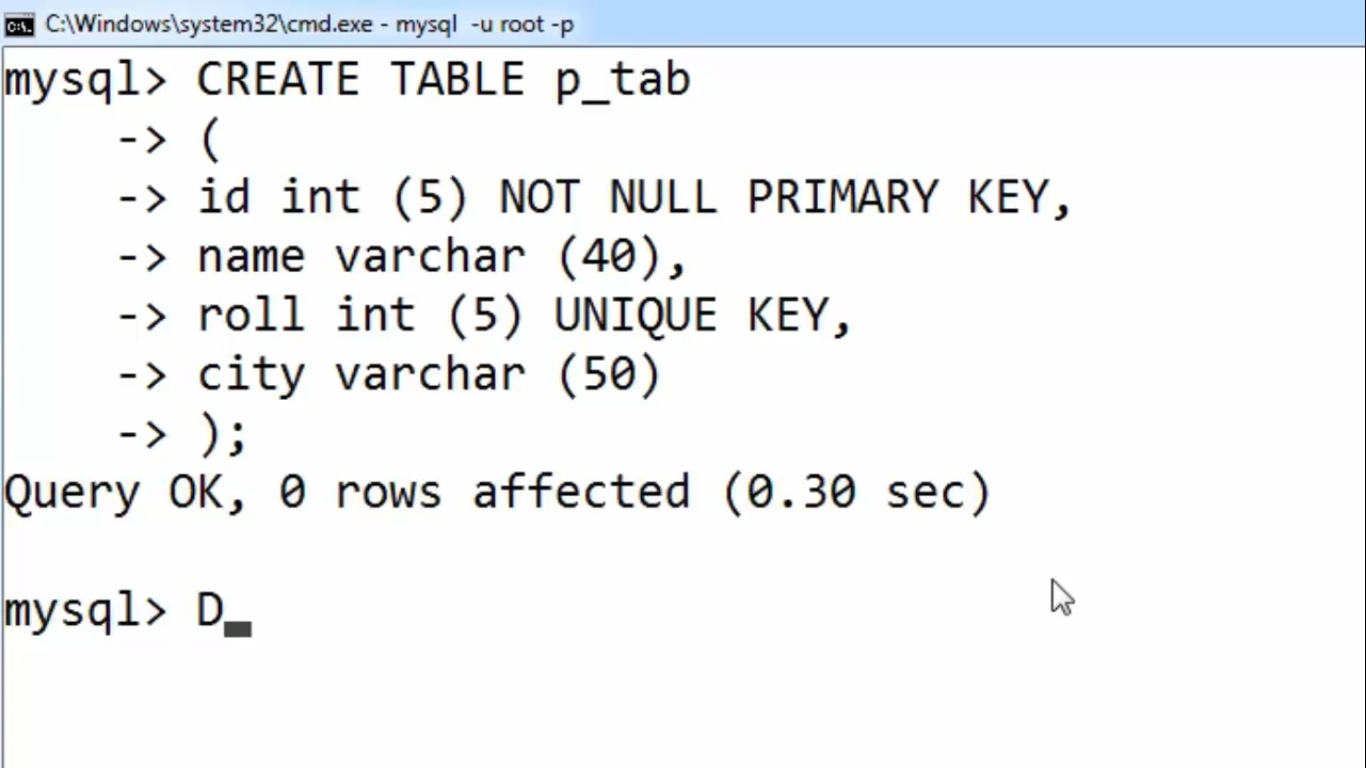 C:\Windows\system32\cmd.exe - mysql  -u root -p
mysql> CREATE TABLE p_tab
    -> (
    -> id int (5) NOT NULL PRIMARY KEY,
    -> name varchar (40),
    -> roll int (5) UNIQUE KEY,
    -> city varchar (50)
    -> );
Query OK, 0 rows affected (0.30 sec)
mysql> D